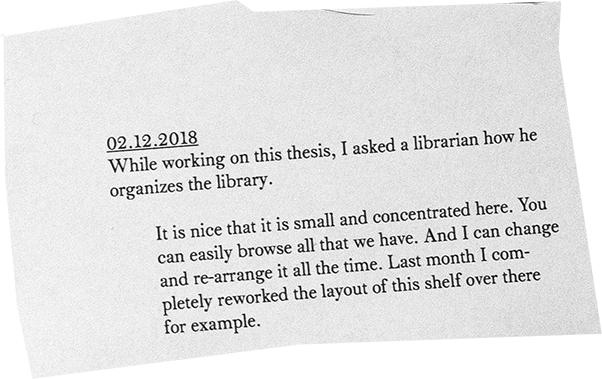 02.12.2018
While working on this thesis, I asked a librarian how he
organizes the library.
It is nice that it is small and concentrated here. You
can easily browse all that we have. And I can change
and re-arrange it all the time. Last month I com-
pletely reworked the layout of this shelf over there
for example.